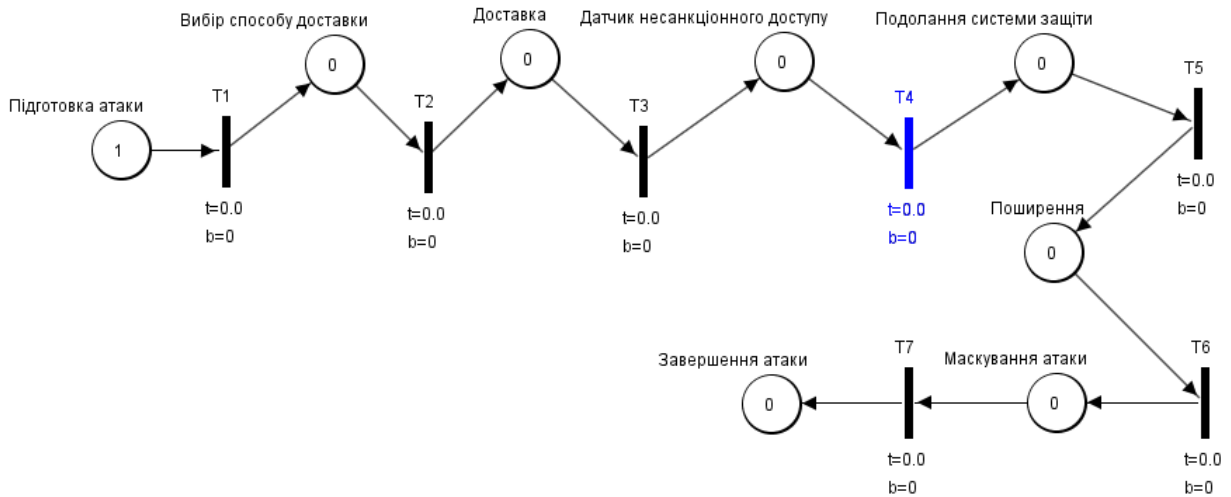 Вибір способу доставки
Доставка
Датчик несанкціонного доступу
Подолання системи защіти
0
0
0
0
T1
T2
T3
T4
T5
Підготовка атаки
1
t=0.0
b=0
t=0.0
b=0
t=0.0
b=0
t=0.0
b=0
t=0.0
b=0
Поширення
0
T7
T6
Завершення атаки
Маскування атаки
0
0
t=0.0
b=0
t=0.0
b=0